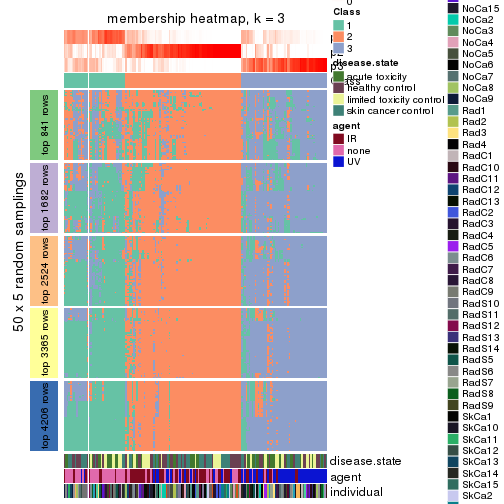 membership heatmap, k = 3
50 x 5 random samplings
top 841 rows
top 1682 rows
top 2524 rows
top 3365 rows
top 4206 rows
disease.state
agent
individual
Class
1
2
3
disease.state
acute toxicity
healthy control
limited toxicity control
skin cancer control
agent
IR
none
UV
NoCa15
NoCa2
NoCa3
NoCa4
NoCa5
NoCa6
NoCa7
NoCa8
NoCa9
Rad1
Rad2
Rad3
Rad4
RadC1
RadC10
RadC11
RadC12
RadC13
RadC2
RadC3
RadC4
RadC5
RadC6
RadC7
RadC8
RadC9
RadS10
RadS11
RadS12
RadS13
RadS14
RadS5
RadS6
RadS7
RadS8
RadS9
SkCa1
SkCa10
SkCa11
SkCa12
SkCa13
SkCa14
SkCa15
SkCa2